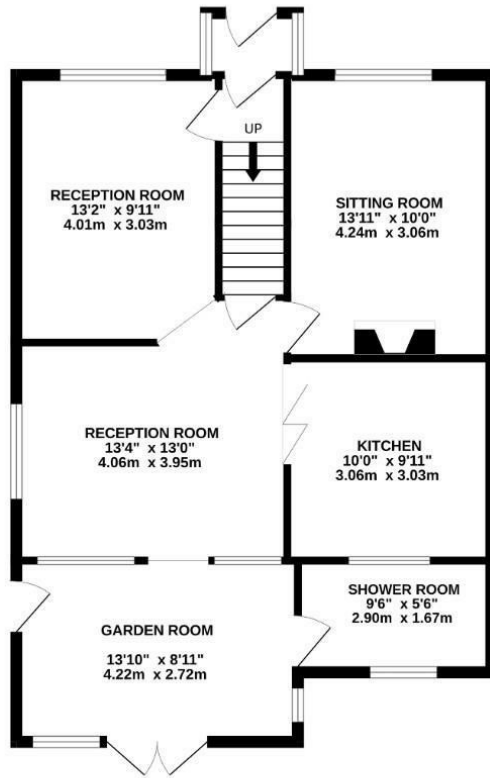 UP
RECEPTION ROOM
13'2" x 9'11"
4.01m x 3.03m
SITTING ROOM
13'11" x 10'0"
4.24m x 3.06m
RECEPTION ROOM
13'4" x 13'0"
4.06m x 3.95m
KITCHEN
10'0" x 9'11"
3.06m x 3.03m
SHOWER ROOM
9'6" x 5'6"
2.90m x 1.67m
GARDEN ROOM
13'10" x 8'11"
4.22m x 2.72m